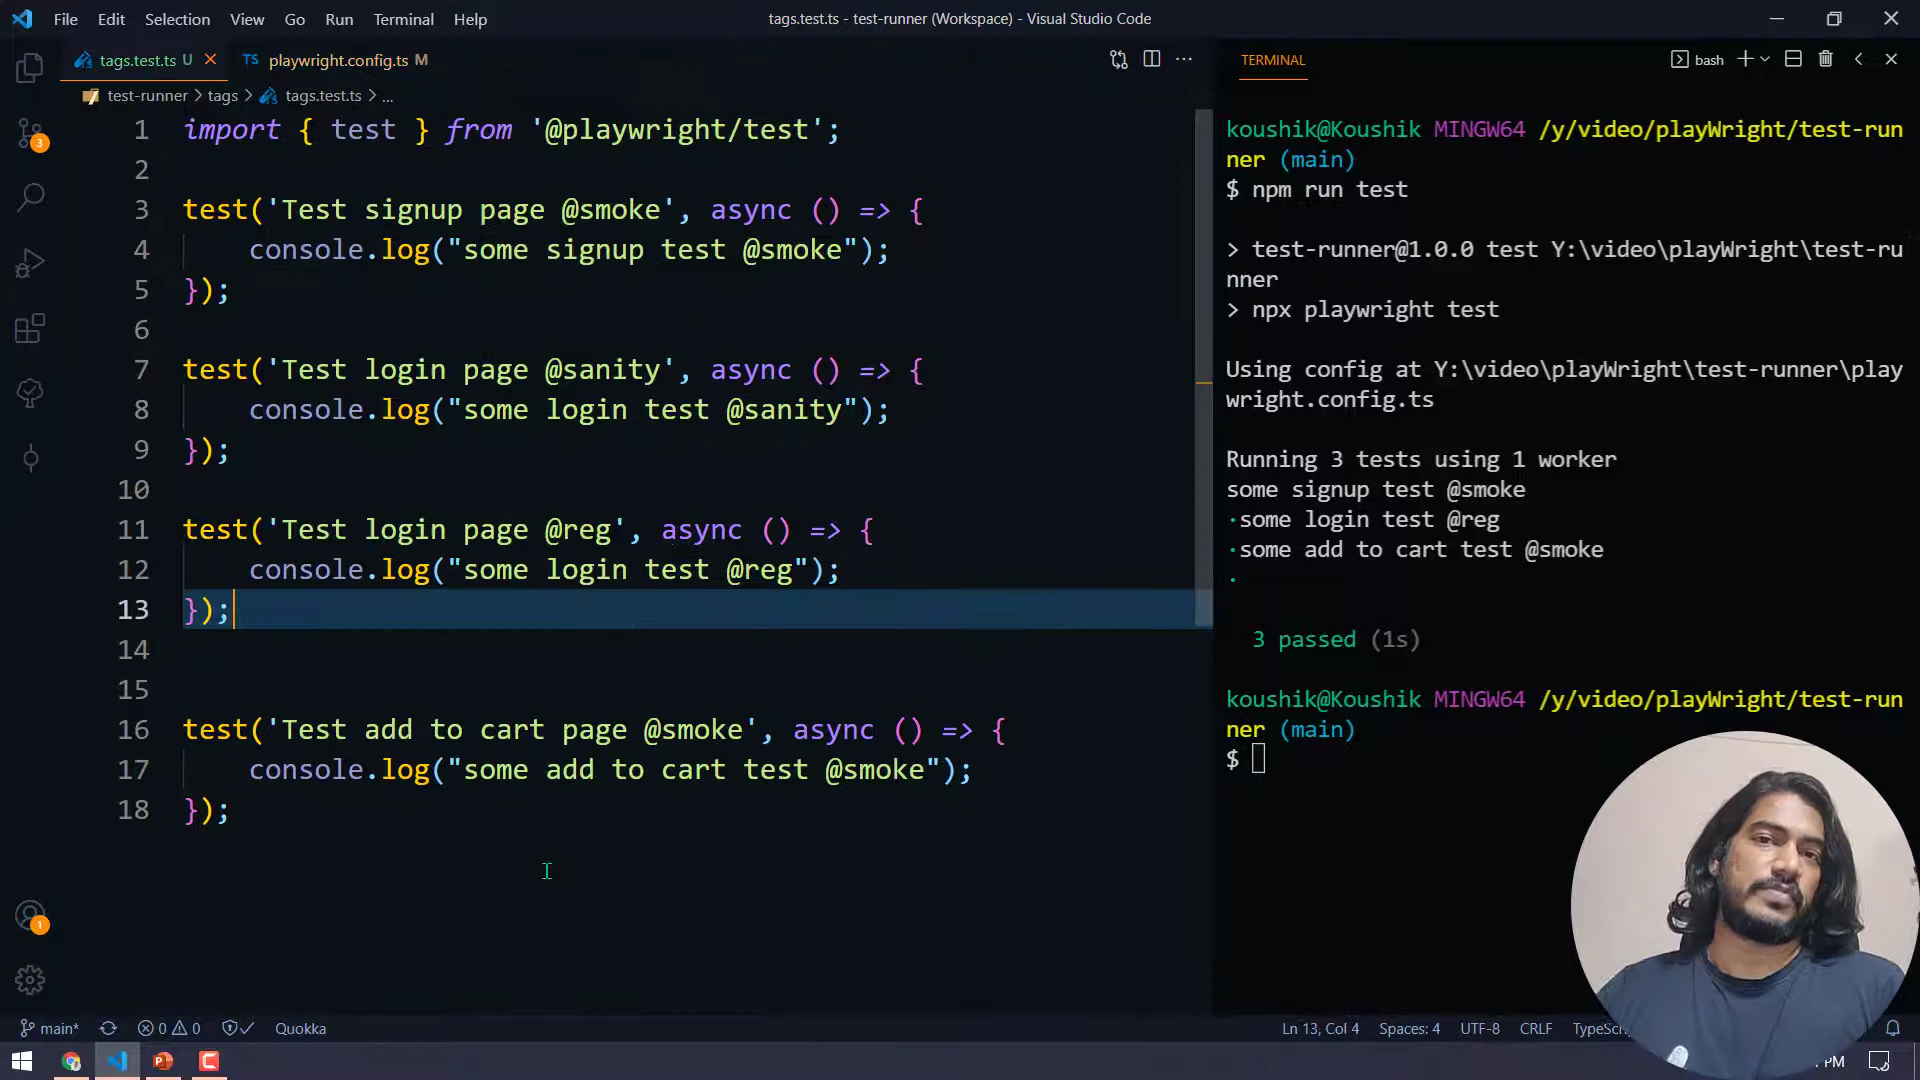 File Edit Selection View Go Run Terminal Help
tags.test.ts - test-runner (Workspace) - Visual Studio Code
tags.test.ts U
TS playwright.config.ts M
test-runner > tags > tags.test.ts > ...
1 import { test } from '@playwright/test';
2
3 test('Test signup page @smoke', async () => {
4 console.log("some signup test @smoke");
5 });
6
7 test('Test login page @sanity', async () => {
8 console.log("some login test @sanity");
9 });
10
11 test('Test login page @reg', async () => {
12 console.log("some login test @reg");
13 });
14
15
16 test('Test add to cart page @smoke', async () => {
17 console.log("some add to cart test @smoke");
18 });
TERMINAL
bash
koushik@Koushik MINGW64 /y/video/playWright/test-run
ner (main)
$ npm run test
> test-runner@1.0.0 test Y:\video\playWright\test-ru
nner
> npx playwright test
Using config at Y:\video\playWright\test-runner\play
wright.config.ts
Running 3 tests using 1 worker
some signup test @smoke
·some login test @reg
·some add to cart test @smoke
·
3 passed (1s)
koushik@Koushik MINGW64 /y/video/playWright/test-run
ner (main)
$
3
1
main* 0 0 Quokka
Ln 13, Col 4 Spaces: 4 UTF-8 CRLF
PM